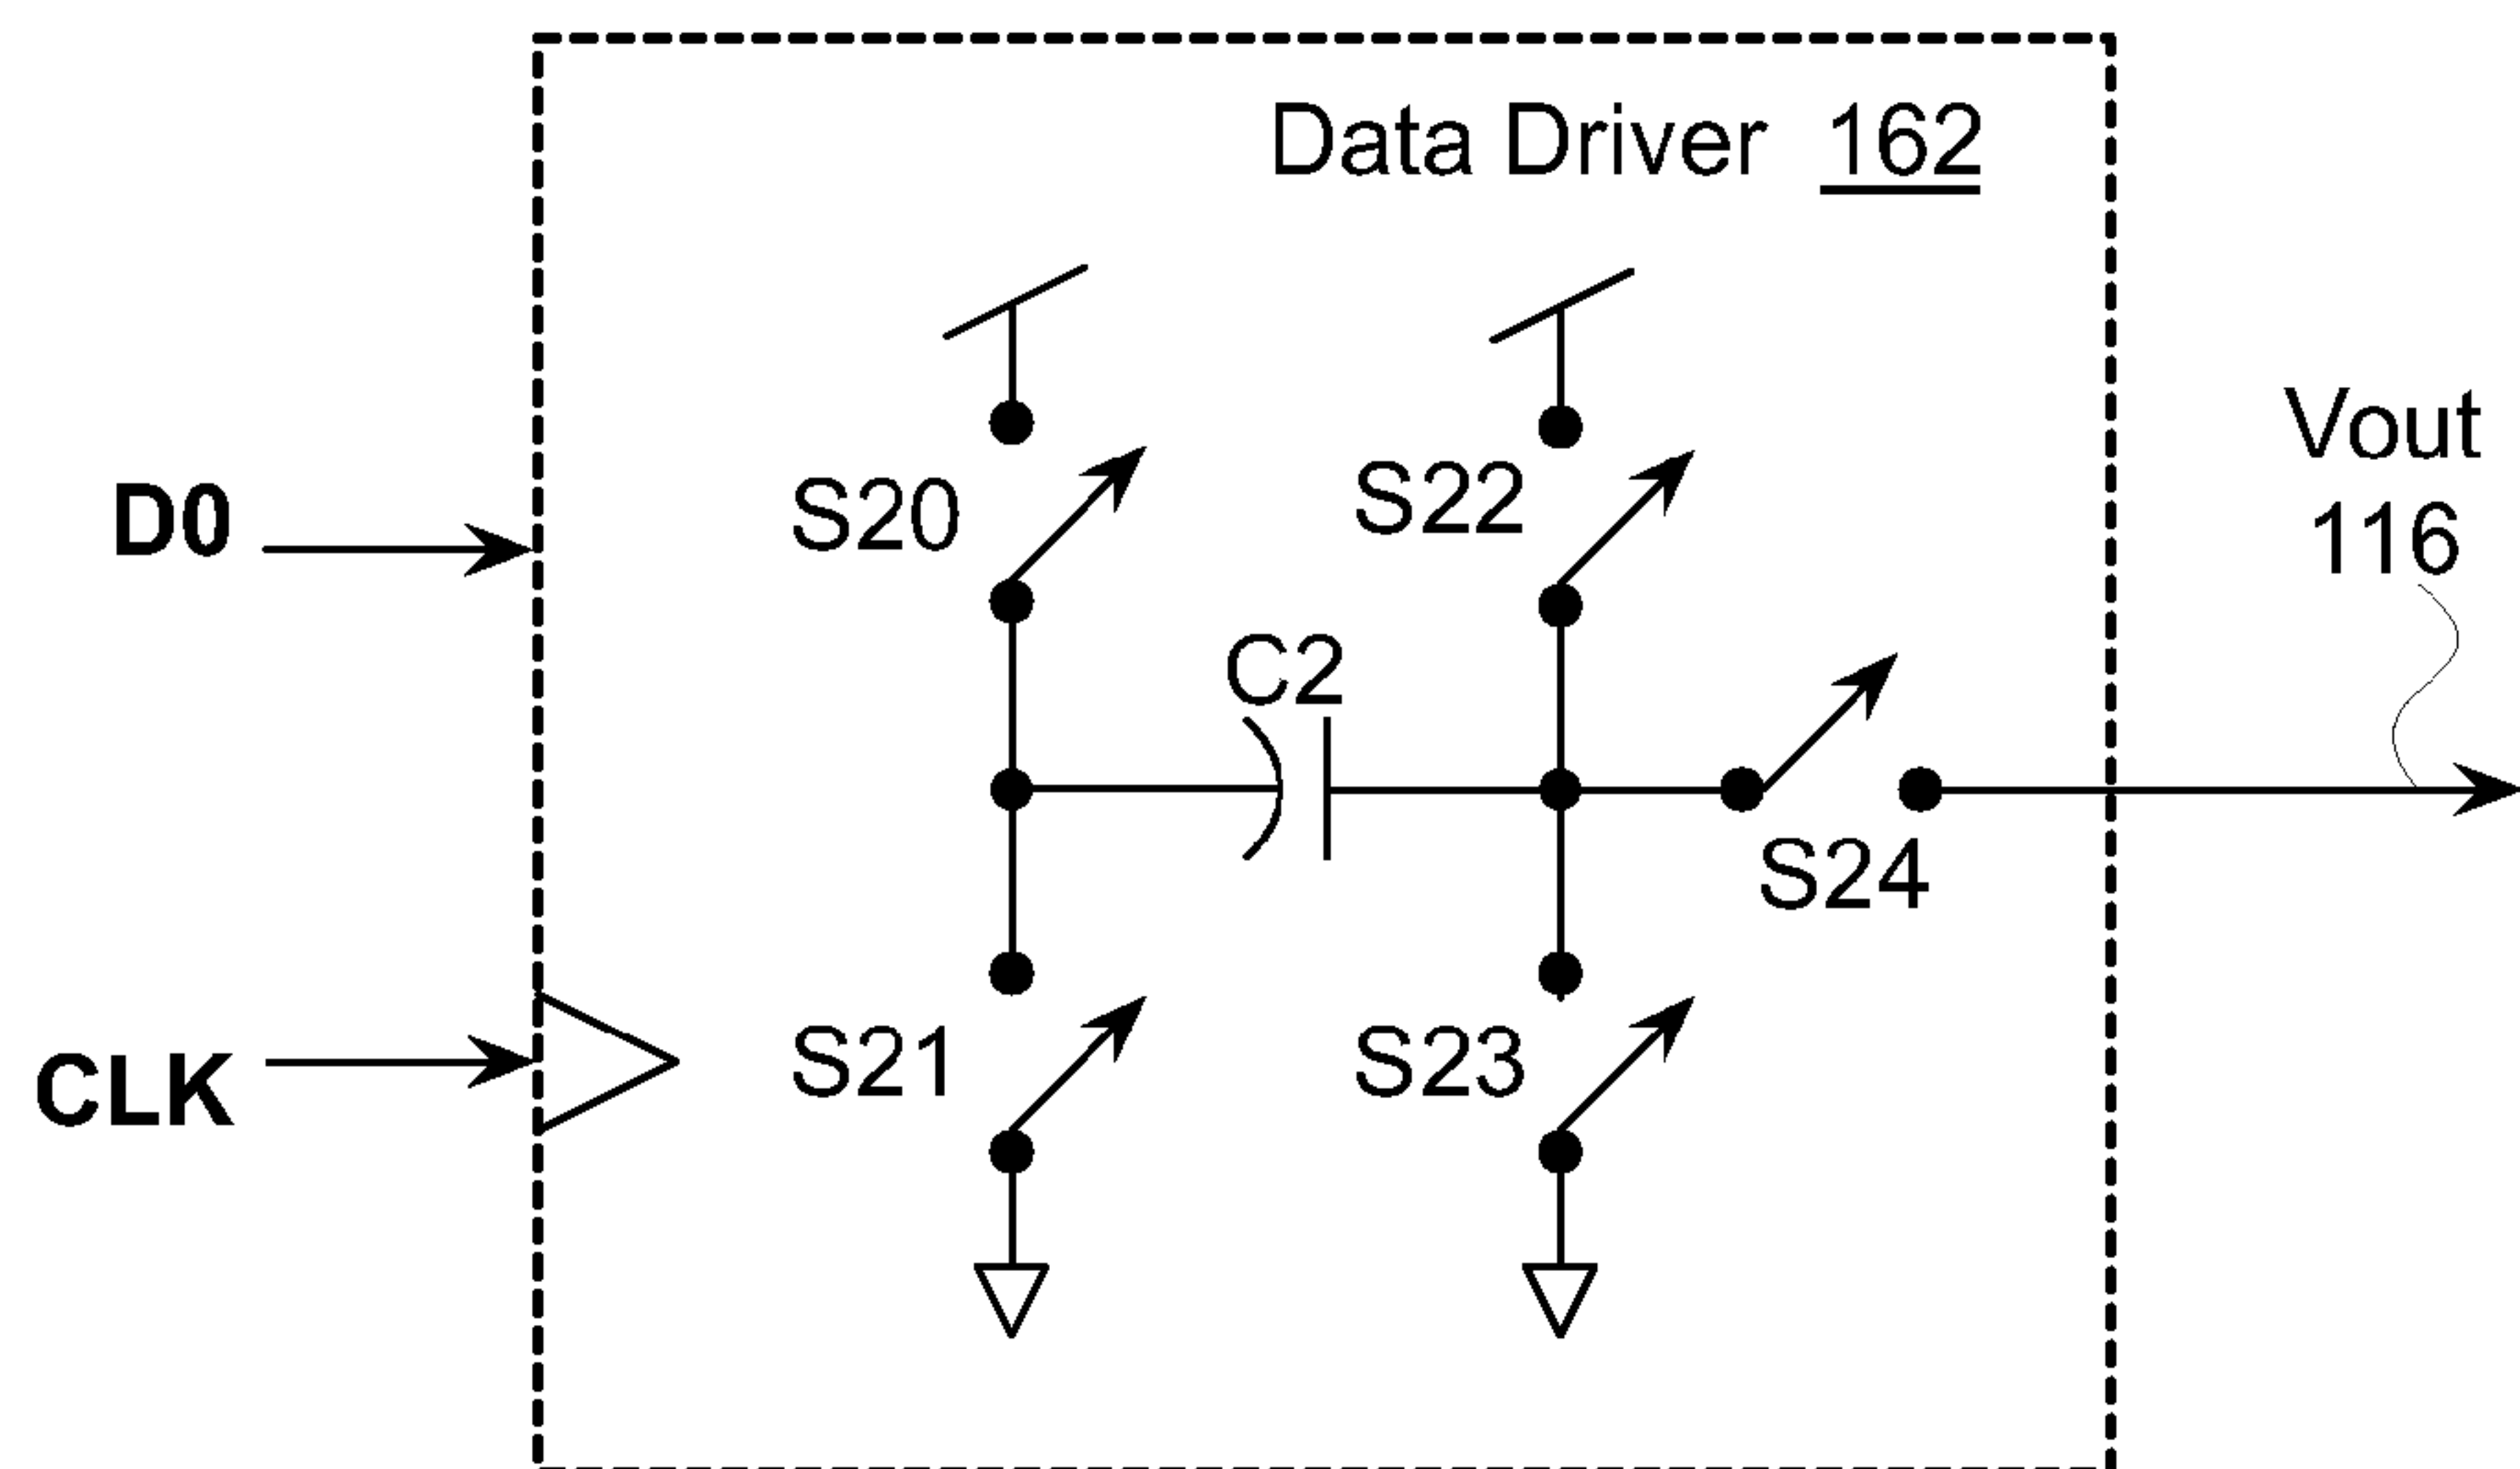 Data Driver 162
Vout
116
D0
S20
S22
C2
S24
CLK
S21
S23